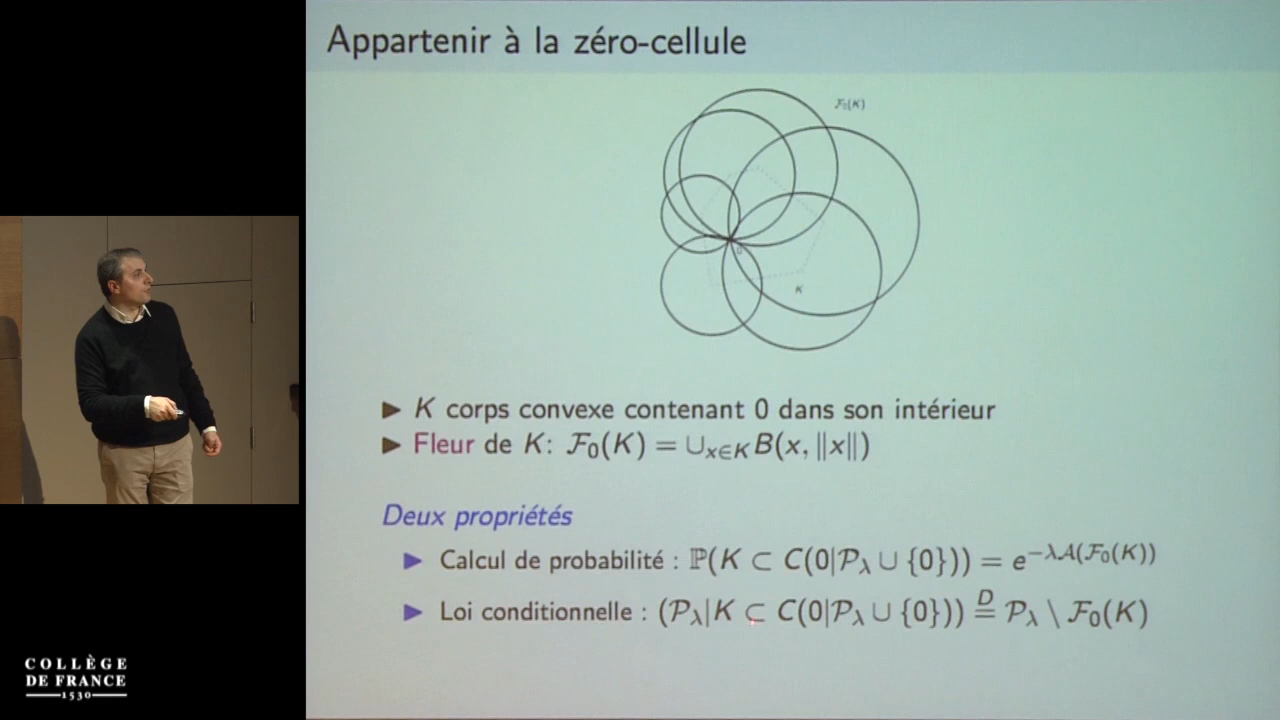 Appartenir à la zéro-cellule
𝓕₀(K)
0
K
▶ K corps convexe contenant 0 dans son intérieur
▶ Fleur de K: 𝓕₀(K) = ∪ₓ∈K B(x, ‖x‖)
Deux propriétés
▶ Calcul de probabilité : ℙ(K ⊂ C(0|𝒫_λ ∪ {0})) = e^{−λ𝒜(𝓕₀(K))}
▶ Loi conditionnelle : (𝒫_λ|K ⊂ C(0|𝒫_λ ∪ {0})) =^D 𝒫_λ \ 𝓕₀(K)
COLLÈGE
DE FRANCE
1530